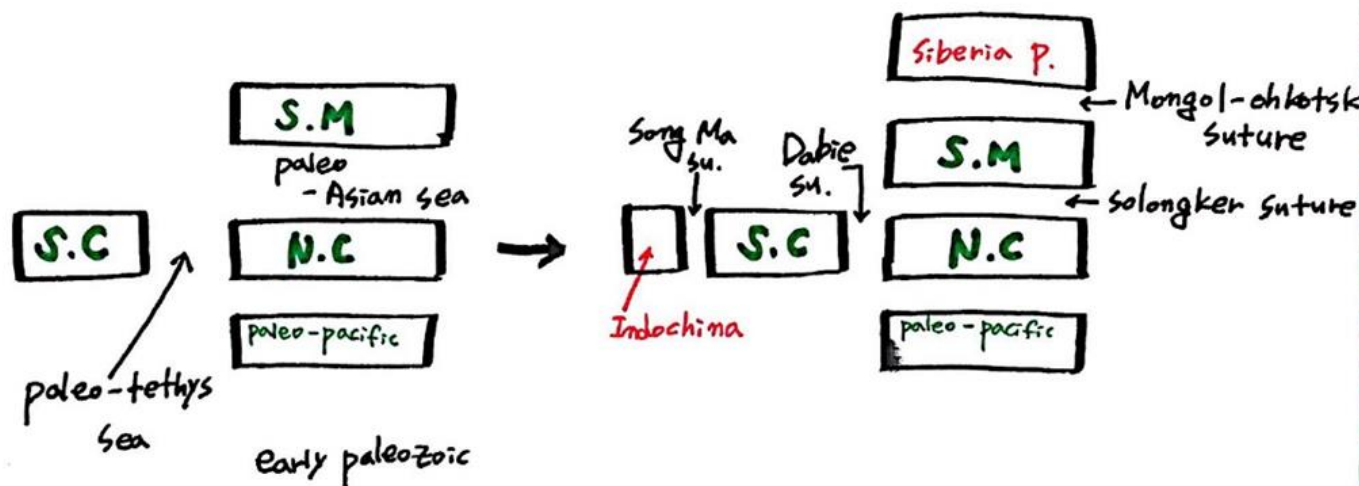 S.M
paleo
- Asian sea
S.C
N.C
paleo-pacific
paleo-tethys
sea
early paleozoic
Siberia p.
Mongol-ohkotsk
suture
Song Ma
su.
Dabie
su.
S.M
solongker suture
S.C
N.C
Indochina
paleo-pacific